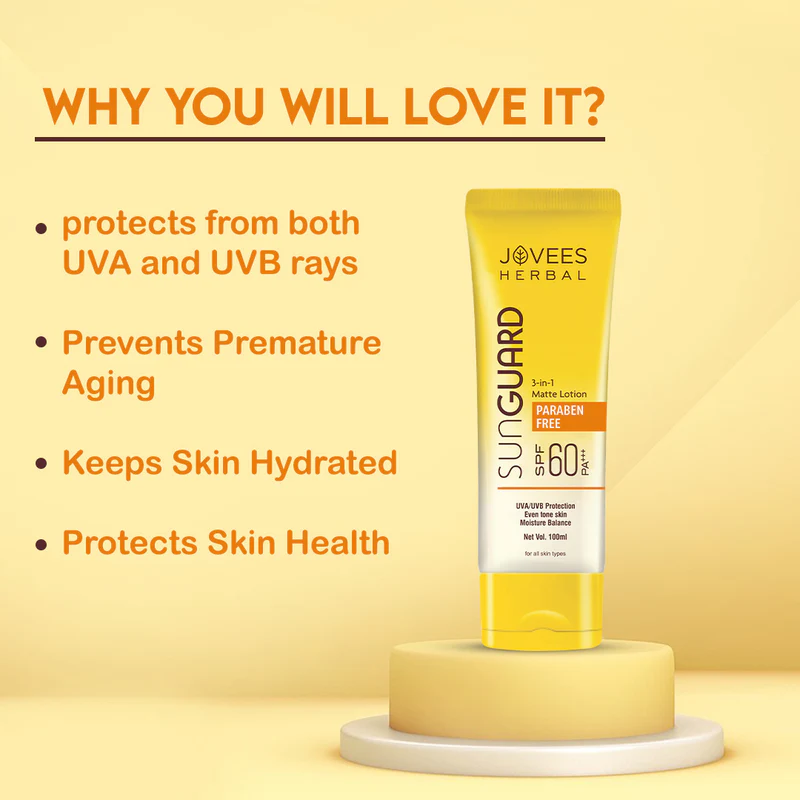 WHY YOU WILL LOVE IT?
• protects from both
UVA and UVB rays
• Prevents Premature
Aging
• Keeps Skin Hydrated
• Protects Skin Health
JOVEES
HERBAL
SUNGUARD
3-in-1
Matte Lotion
PARABEN
FREE
SPF 60 PA+++
UVA/UVB Protection
Even tone skin
Moisture Balance
Net Vol. 100ml
for all skin types